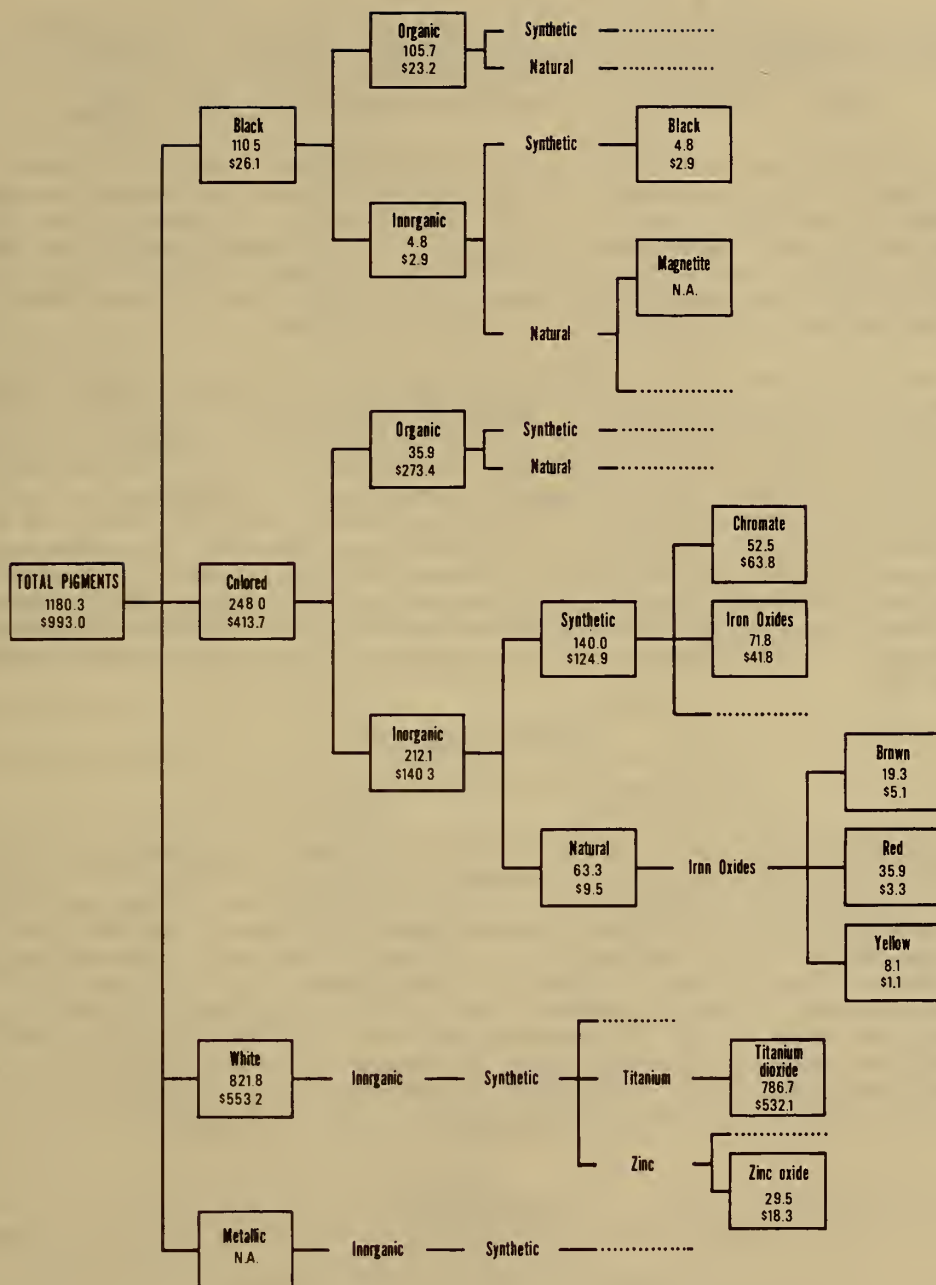 Organic
105.7
$23.2
Synthetic
Natural
Black
110 5
$26.1
Synthetic
Black
4.8
$2.9
Inorganic
4.8
$2.9
Magnetite
N.A.
Natural
Organic
35.9
$273.4
Synthetic
Natural
Chromate
52.5
$63.8
TOTAL PIGMENTS
1180.3
$993.0
Colored
248 0
$413.7
Synthetic
140.0
$124.9
Iron Oxides
71.8
$41.8
Inorganic
212.1
$140 3
Brown
19.3
$5.1
Natural
63.3
$9.5
Iron Oxides
Red
35.9
$3.3
Yellow
8.1
$1.1
White
821.8
$553 2
Inorganic
Synthetic
Titanium
Titanium
dioxide
786.7
$532.1
Zinc
Zinc oxide
29.5
$18.3
Metallic
N.A.
Inorganic
Synthetic